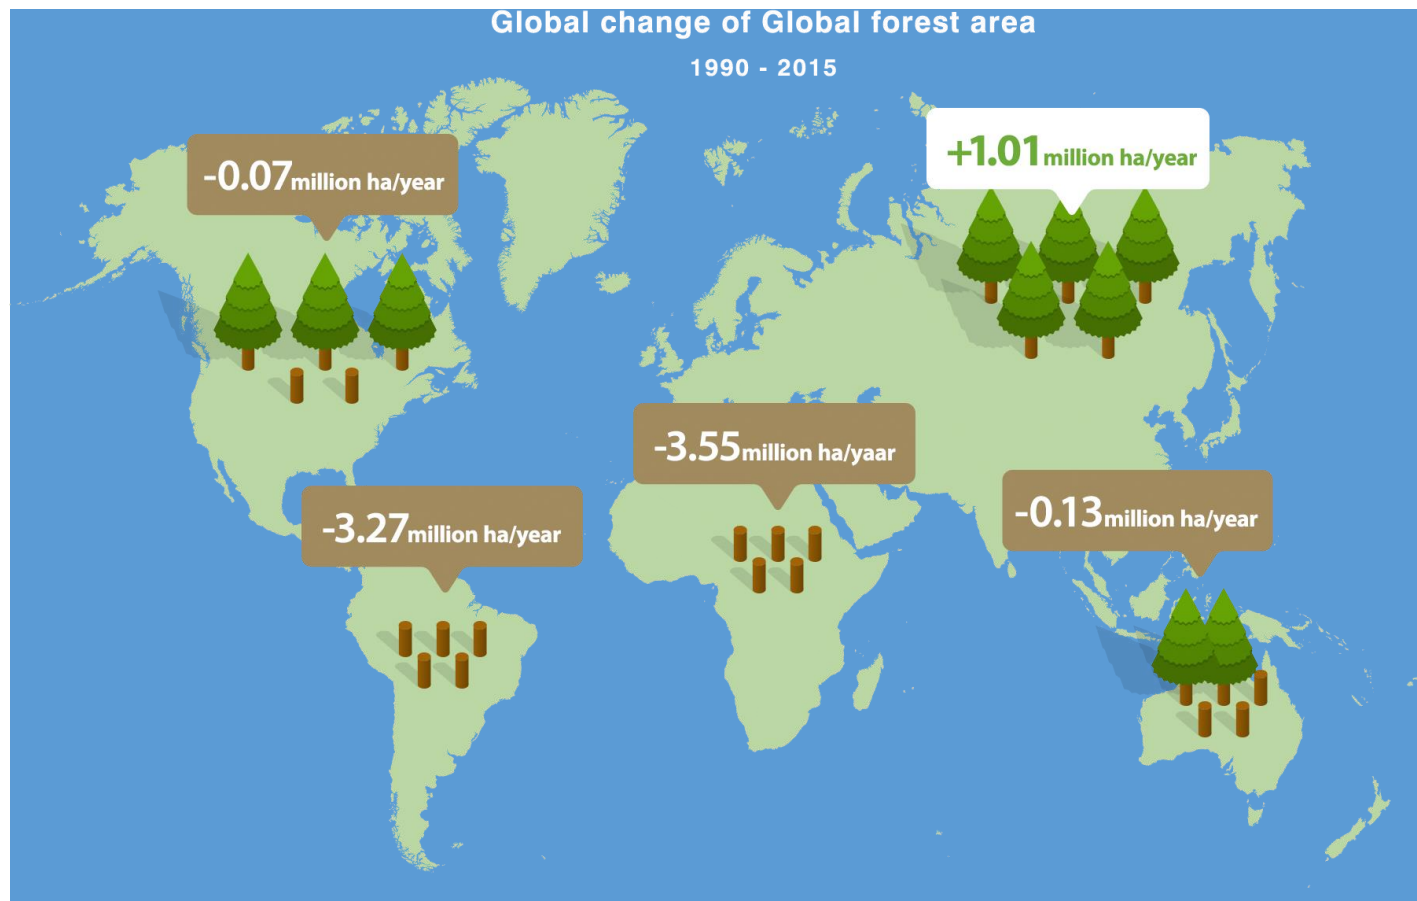 Global change of Global forest area
1990 - 2015
-0.07million ha/year
+1.01million ha/year
-3.55million ha/yaar
-3.27million ha/year
-0.13million ha/year